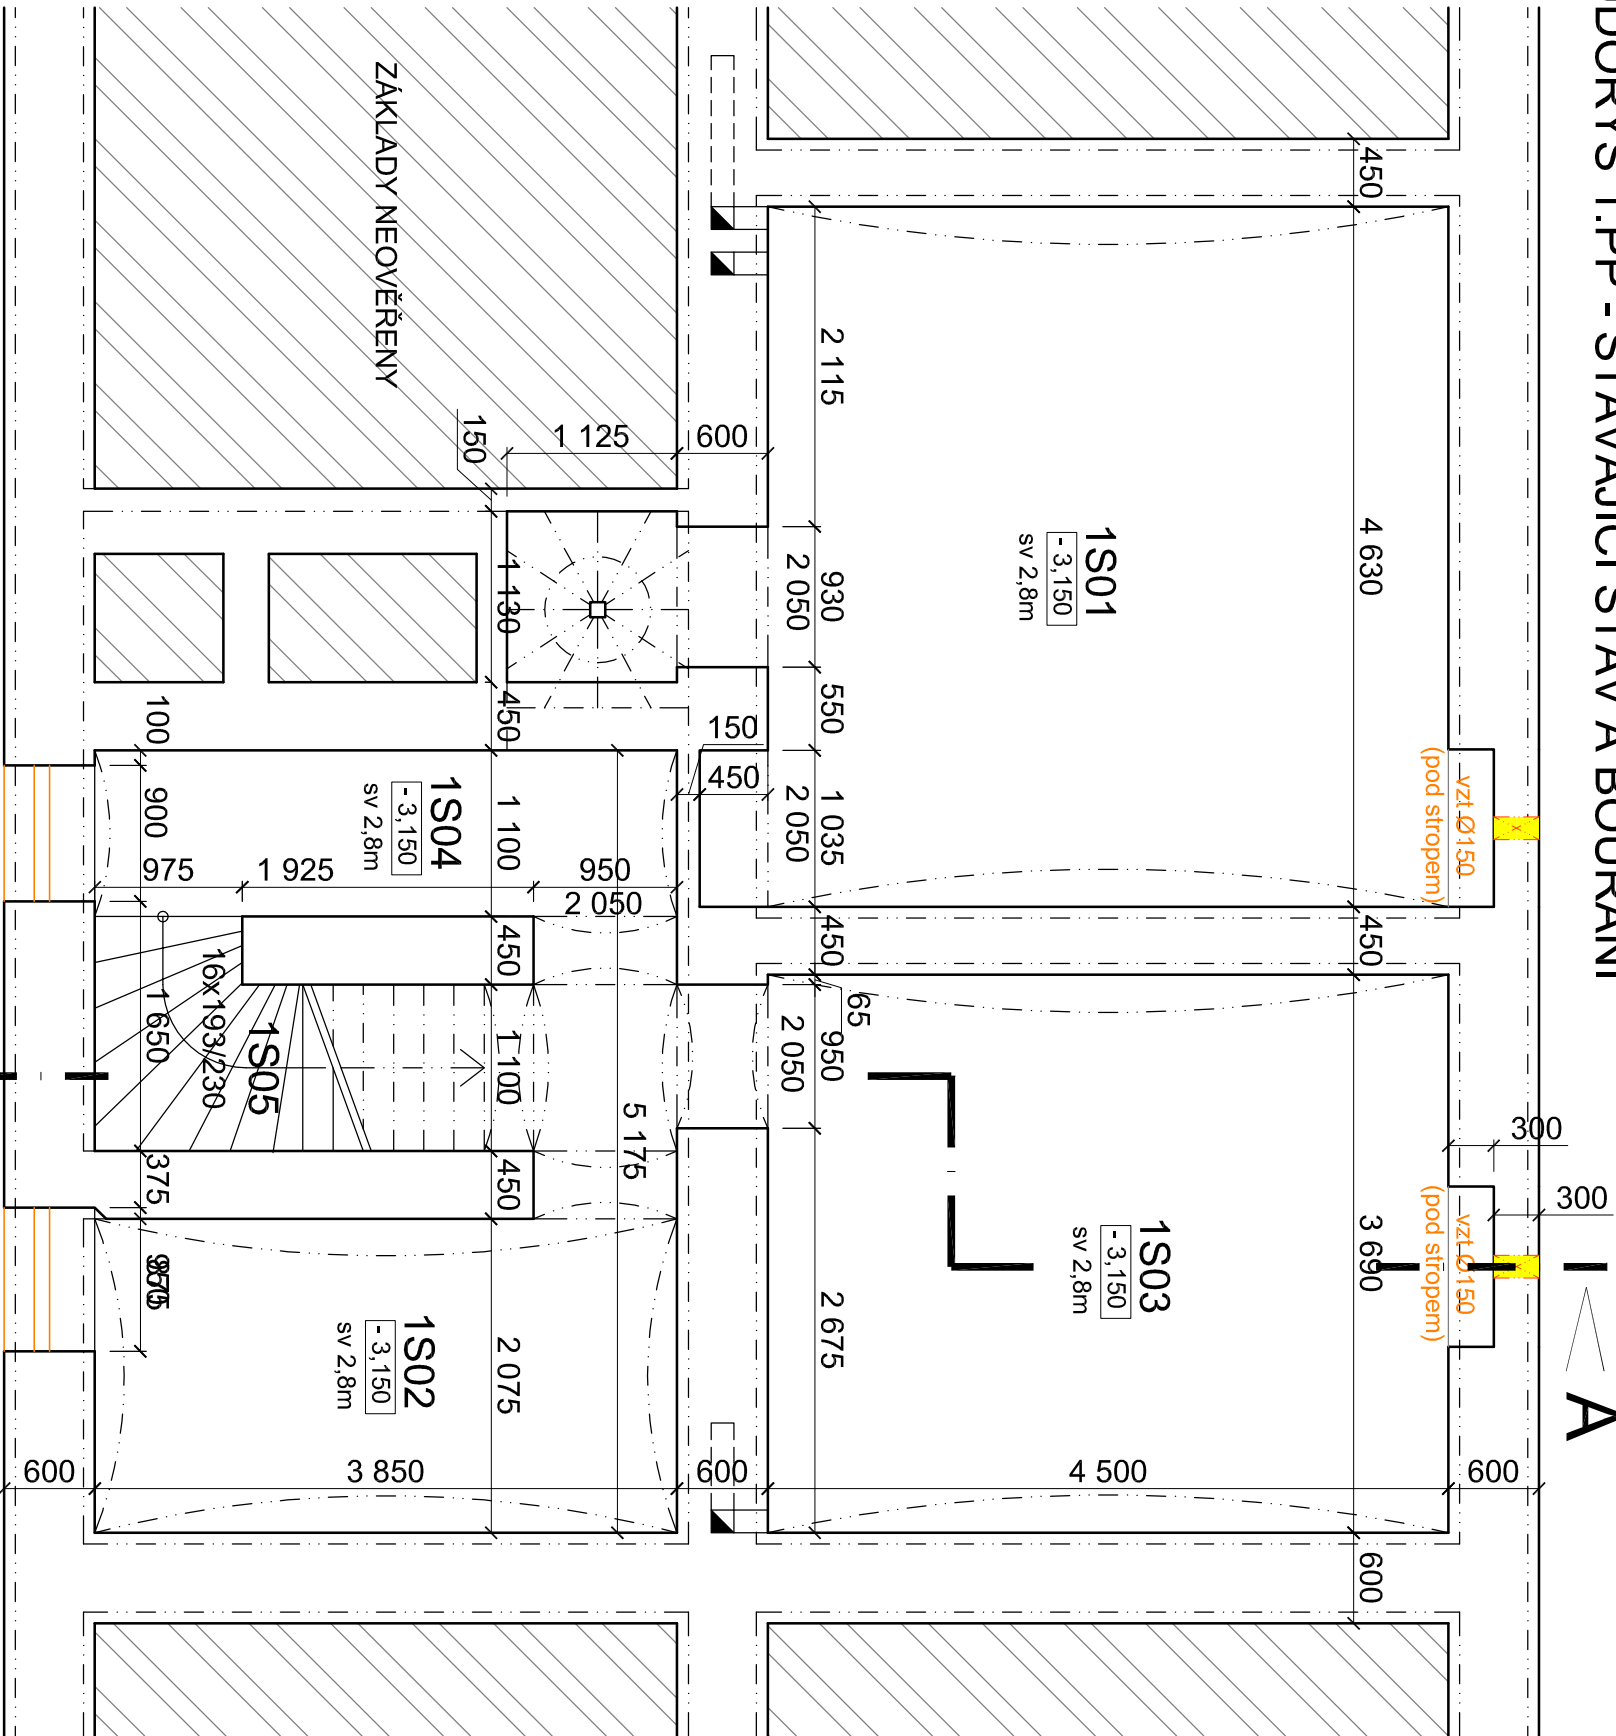 PŮDORYS 1.PP - STÁVAJÍCÍ STAV A BOURÁNÍ
ZÁKLADY NEOVĚŘENY
450
4 630
450
3 690
600
1S01
- 3,150
sv 2,8m
2 115
930
2 050
550
1 035
2 050
450
65
950
2 050
2 675
600
1 125
150
1 130
450
1 100
450
1 100
450
2 075
150
450
vzt Ø150
(pod stropem)
1S04
- 3,150
sv 2,8m
100
900
1 650
375
975
1 925
950
2 050
16x193/230
1S05
5 175
1S03
- 3,150
sv 2,8m
300
300
vzt Ø150
(pod stropem)
A
1S02
- 3,150
sv 2,8m
600
3 850
600
4 500
600